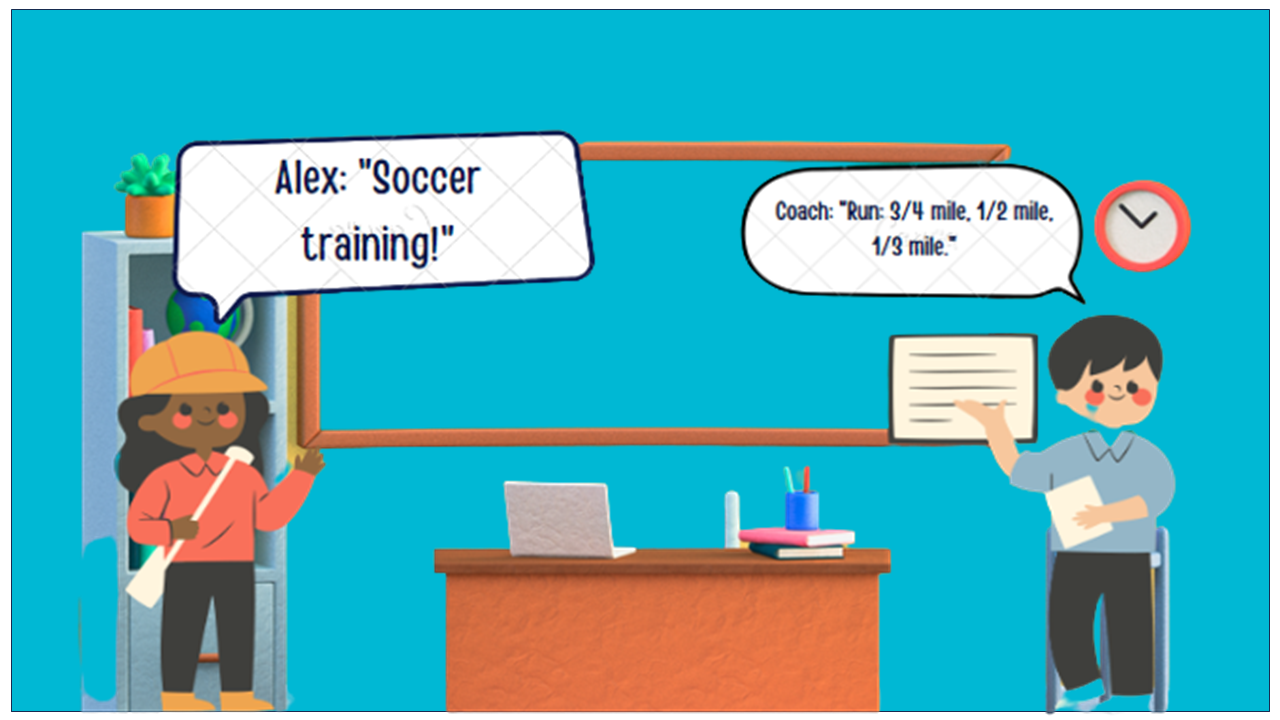 Alex: "Soccer
training!"
Coach: "Run: 3/4 mile, 1/2 mile,
1/3 mile."